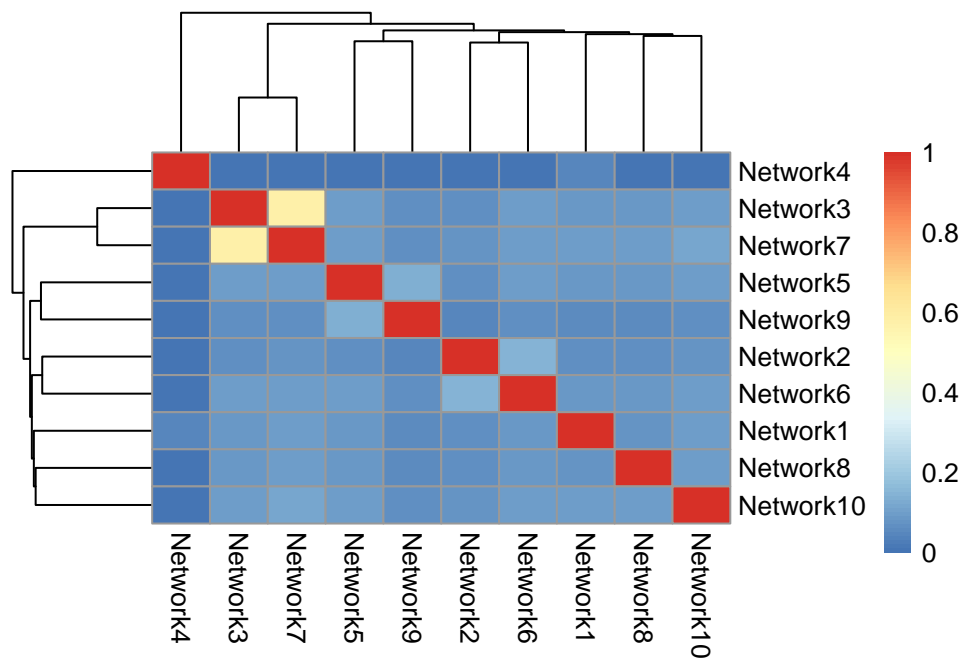 Network4
Network3
Network7
Network5
Network9
Network2
Network6
Network1
Network8
Network10
1
0.8
0.6
0.4
0.2
0
Network4
Network3
Network7
Network5
Network9
Network2
Network6
Network1
Network8
Network10